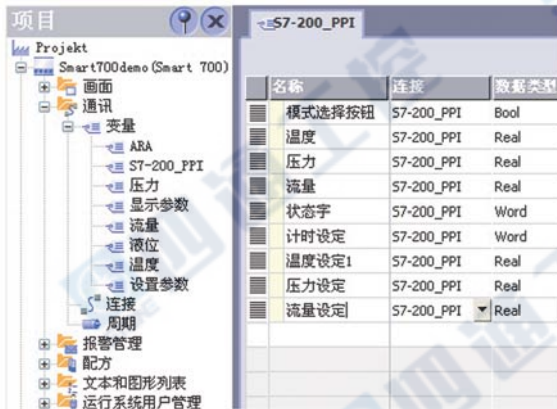 项目
Projekt
Smart700demo(Smart 700)
画面
通讯
变量
ARA
S7-200_PPI
压力
显示参数
流量
液位
温度
设置参数
连接
周期
报警管理
配方
文本和图形列表
运行系统用户管理
S7-200_PPI
名称 连接 数据类型
模式选择按钮 S7-200_PPI Bool
温度 S7-200_PPI Real
压力 S7-200_PPI Real
流量 S7-200_PPI Real
状态字 S7-200_PPI Word
计时设定 S7-200_PPI Word
温度设定1 S7-200_PPI Real
压力设定 S7-200_PPI Real
流量设定 S7-200_PPI Real